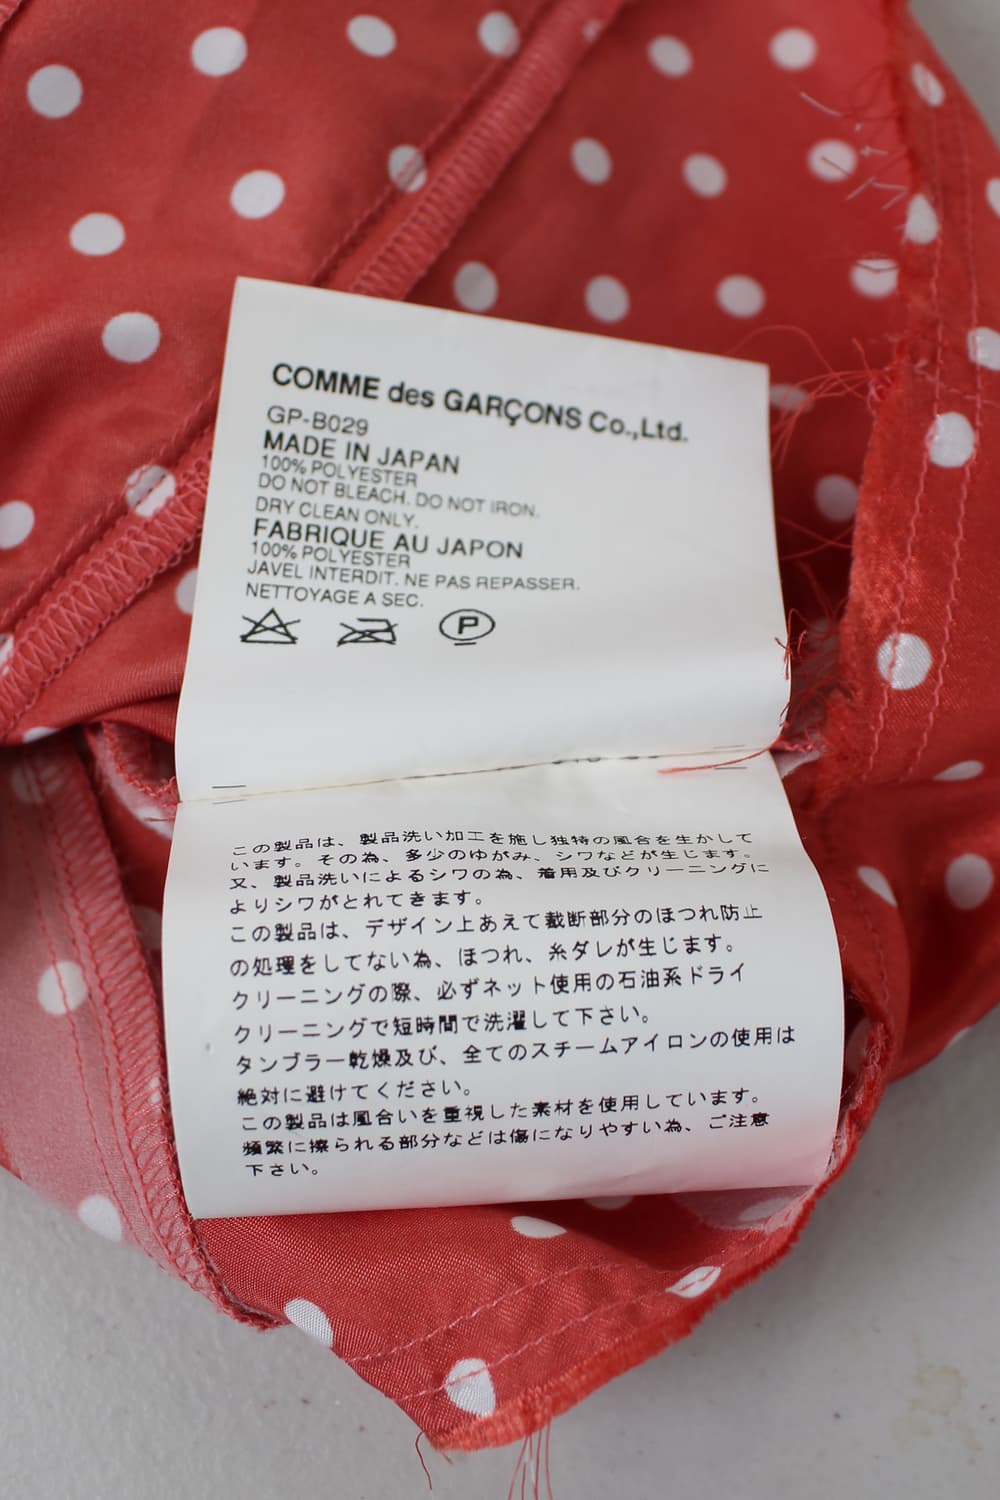 COMME des GARÇONS Co.,Ltd.
GP-B029
MADE IN JAPAN
100% POLYESTER
DO NOT BLEACH. DO NOT IRON.
DRY CLEAN ONLY.
FABRIQUE AU JAPON
100% POLYESTER
JAVEL INTERDIT. NE PAS REPASSER.
NETTOYAGE A SEC.
P
この製品は、製品洗い加工を施し独特の風合を生かして
います。その為、多少のゆがみ、シワなどが生じます。
又、製品洗いによるシワの為、着用及びクリーニングに
よりシワがとれてきます。
この製品は、デザイン上あえて裁断部分のほつれ防止
の処理をしてない為、ほつれ、糸ダレが生じます。
クリーニングの際、必ずネット使用の石油系ドライ
クリーニングで短時間で洗濯して下さい。
タンブラー乾燥及び、全てのスチームアイロンの使用は
絶対に避けてください。
この製品は風合いを重視した素材を使用しています。
頻繁に擦られる部分などは傷になりやすい為、ご注意
下さい。